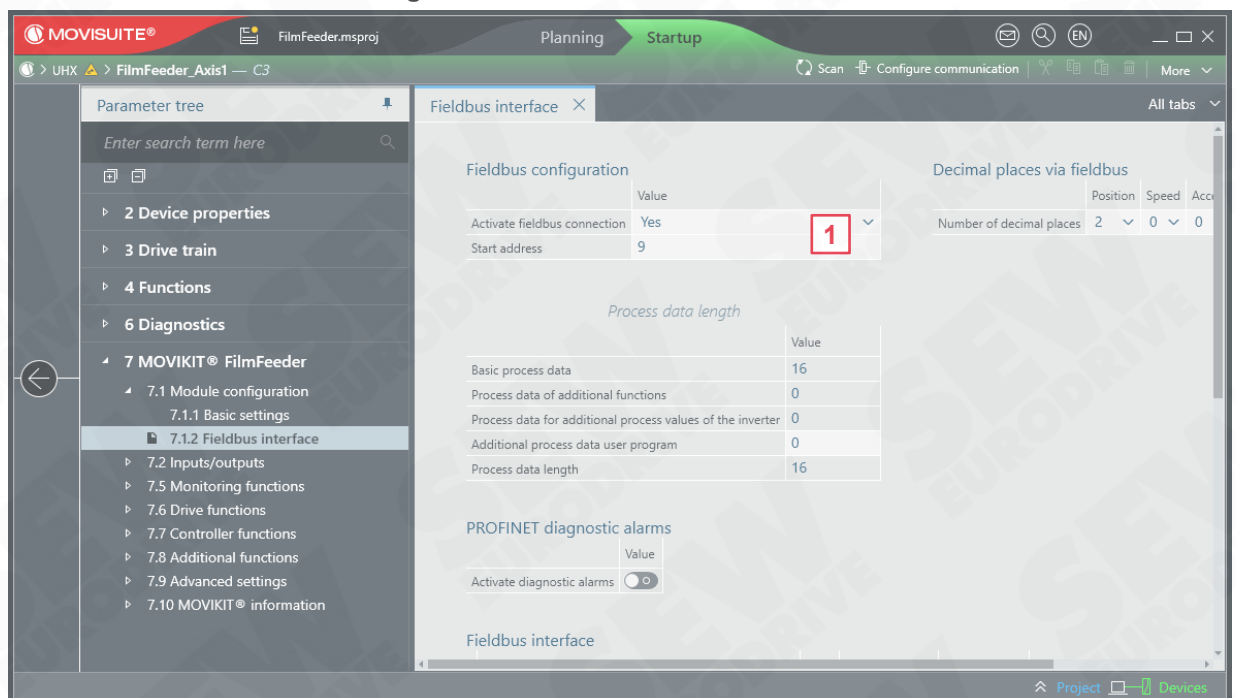 MOVISUITE® FilmFeeder.msproj Planning Startup EN
> UHX > FilmFeeder_Axis1 — C3 Scan Configure communication More
Parameter tree
Enter search term here
2 Device properties
3 Drive train
4 Functions
6 Diagnostics
7 MOVIKIT® FilmFeeder
7.1 Module configuration
7.1.1 Basic settings
7.1.2 Fieldbus interface
7.2 Inputs/outputs
7.5 Monitoring functions
7.6 Drive functions
7.7 Controller functions
7.8 Additional functions
7.9 Advanced settings
7.10 MOVIKIT® information
Fieldbus interface All tabs
Fieldbus configuration
Value
Activate fieldbus connection Yes
Start address 9
1
Process data length
Value
Basic process data 16
Process data of additional functions 0
Process data for additional process values of the inverter 0
Additional process data user program 0
Process data length 16
PROFINET diagnostic alarms
Value
Activate diagnostic alarms
Fieldbus interface
Decimal places via fieldbus
Position Speed Acc
Number of decimal places 2 0 0
Project Devices
SEW
EURODRIVE